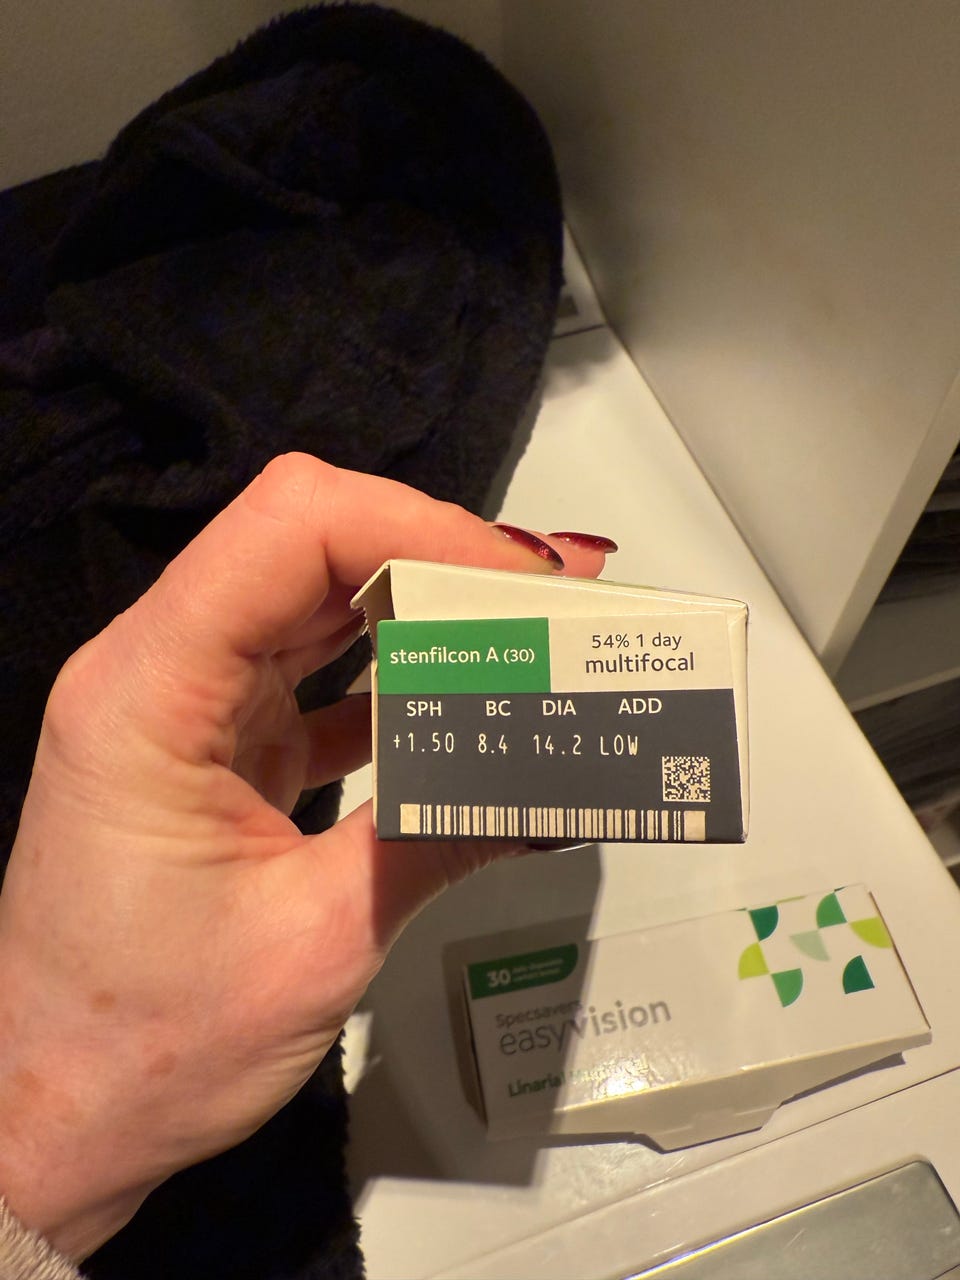 stenfilcon A (30)
54% 1 day
multifocal
SPH BC DIA ADD
+1.50 8.4 14.2 LOW
30
Specsavers
easyvision